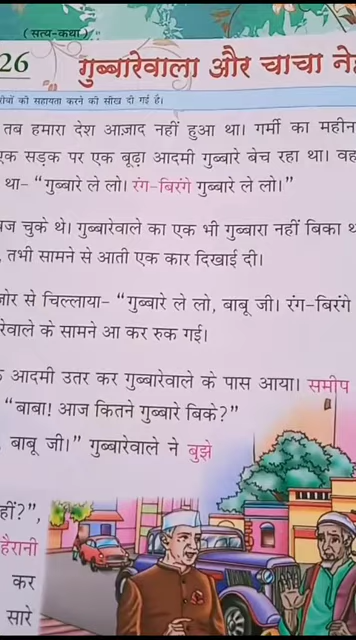 (सत्य-कथा)
26
गुब्बारेवाला और चाचा
की सहायता करने की सीख दी गई है।
तब हमारा देश आज़ाद नहीं हुआ था। गर्मी का
एक सड़क पर एक बूढ़ा आदमी गुब्बारे बेच रहा था। वह
था- “गुब्बारे ले लो। रंग-बिरंगे गुब्बारे ले लो।”
चुके थे। गुब्बारेवाले का एक भी गुब्बारा नहीं बिका
तभी सामने से आती एक कार दिखाई दी।
से चिल्लाया- “गुब्बारे ले लो, बाबू जी। रंग-बिरंगे
के सामने आ कर रुक गई।
आदमी उतर कर गुब्बारेवाले के पास आया। समीप
“बाबा! आज कितने गुब्बारे बिके?”
बाबू जी।” गुब्बारेवाले ने बुझे
हैरानी
कर
सारे